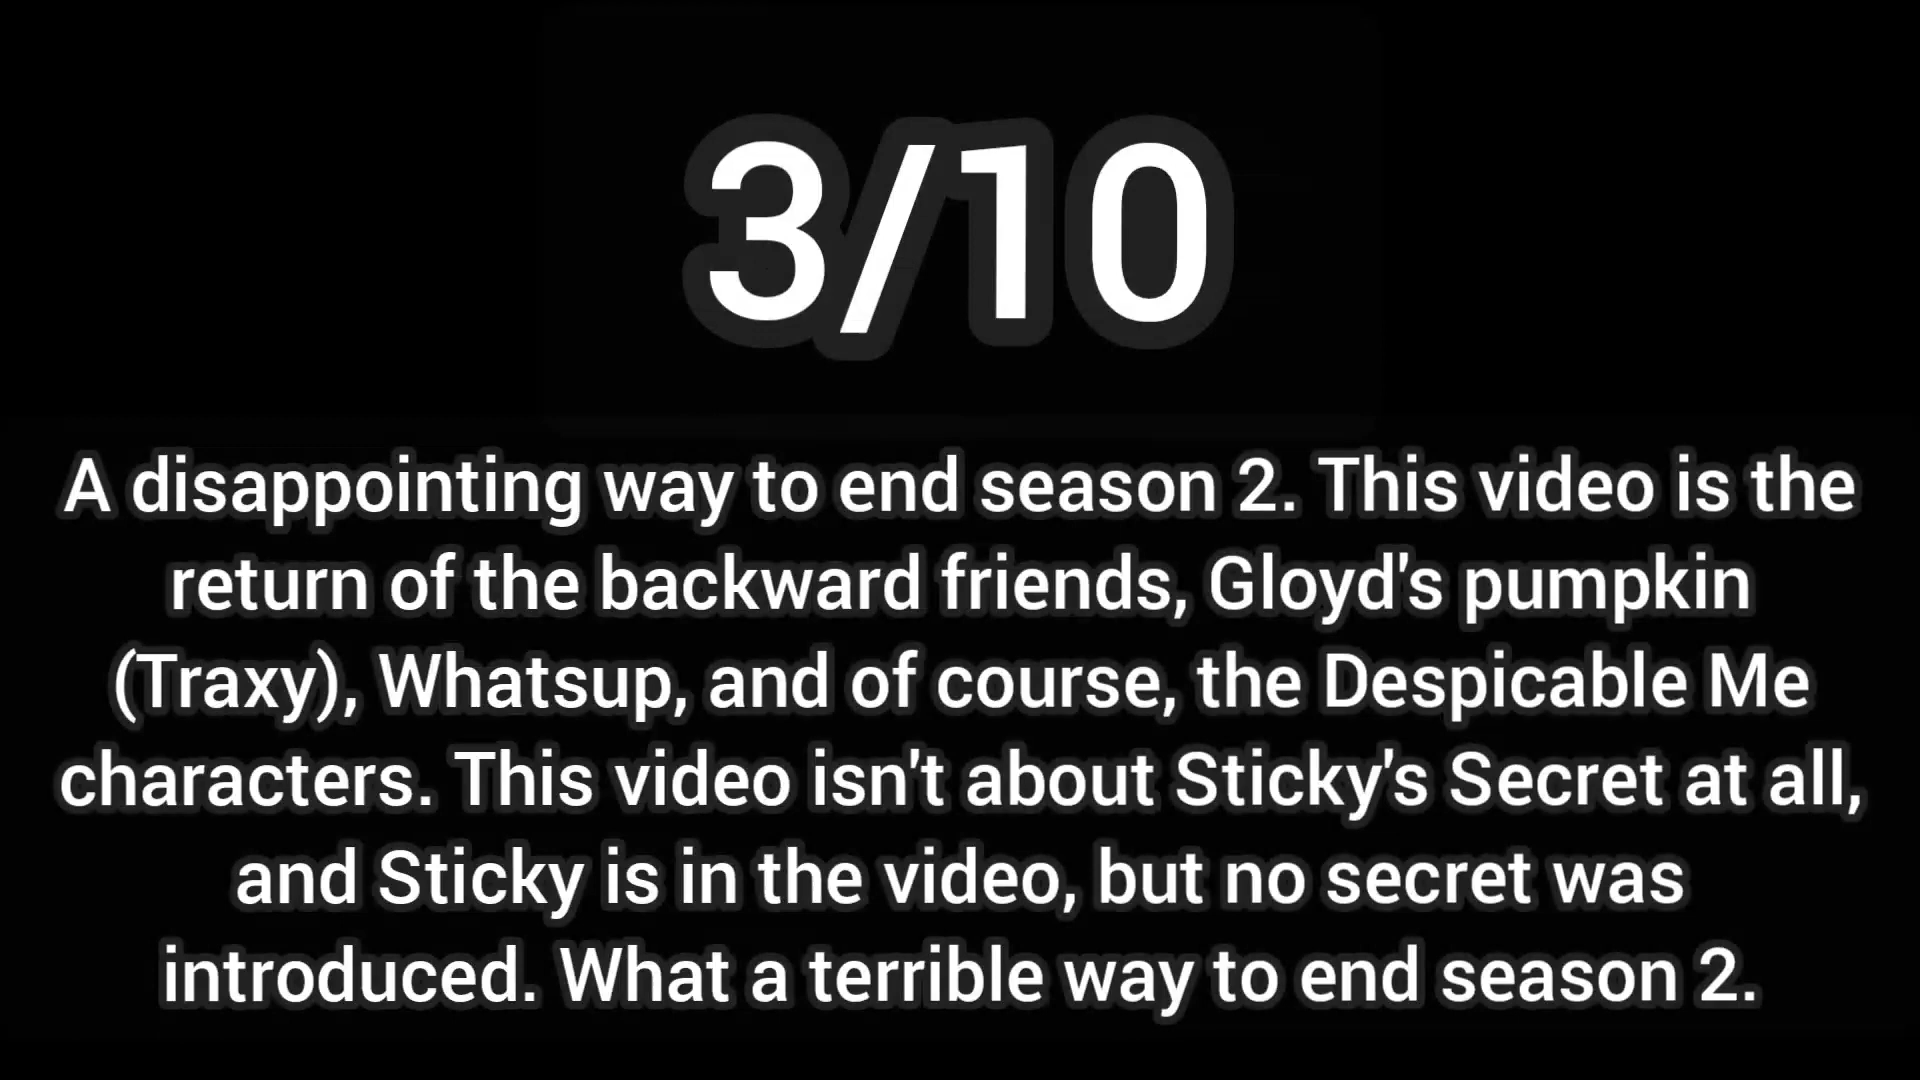 3/10
A disappointing way to end season 2. This video is the
return of the backward friends, Gloyd's pumpkin
(Traxy), Whatsup, and of course, the Despicable Me
characters. This video isn't about Sticky's Secret at all,
and Sticky is in the video, but no secret was
introduced. What a terrible way to end season 2.